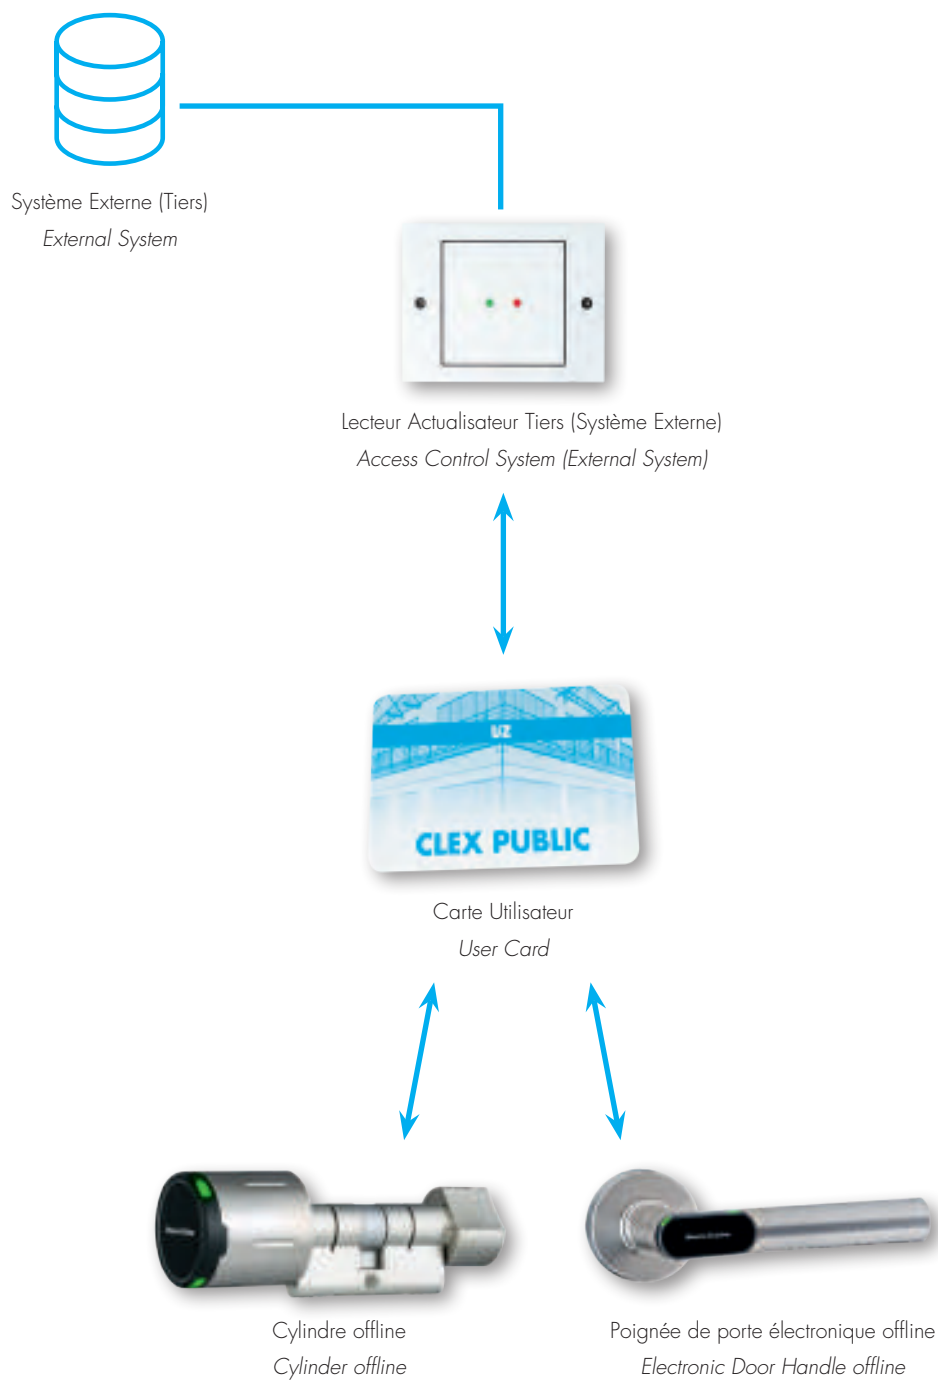 Système Externe (Tiers)
External System
Lecteur Actualisateur Tiers (Système Externe)
Access Control System (External System)
UZ
CLEX PUBLIC
Carte Utilisateur
User Card
Cylindre offline
Cylinder offline
Poignée de porte électronique offline
Electronic Door Handle offline